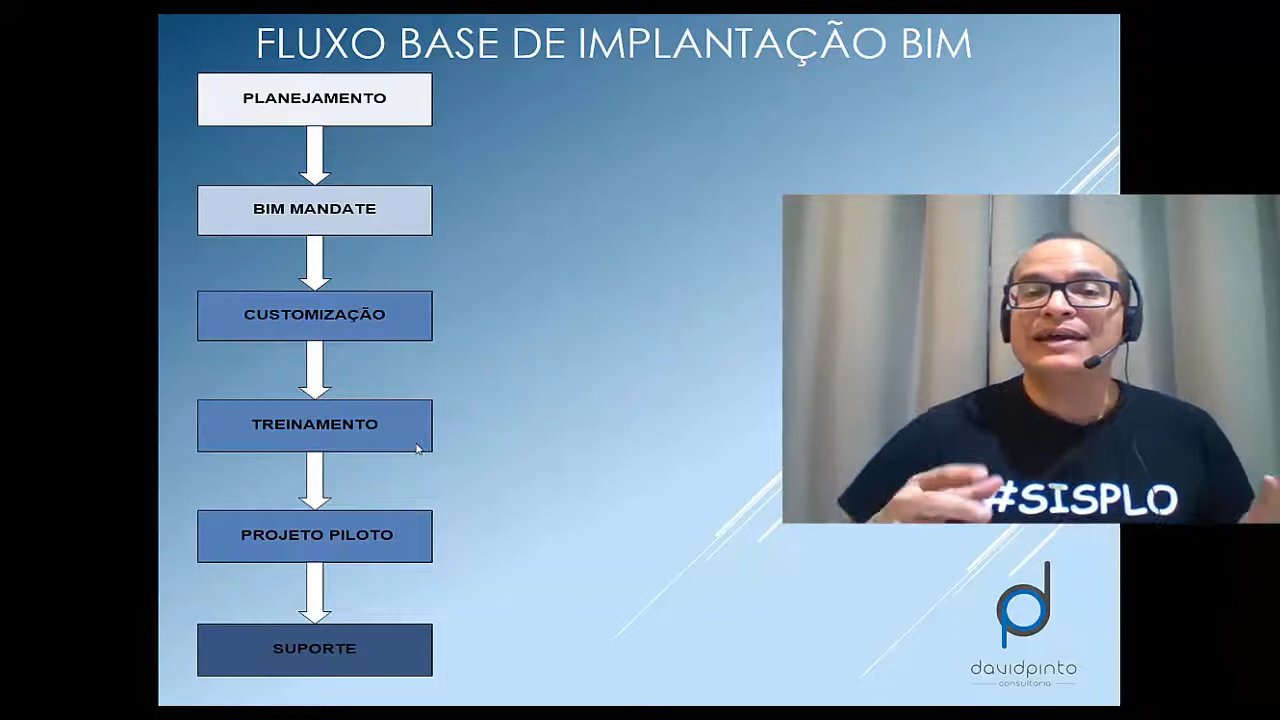 FLUXO BASE DE IMPLANTAÇÃO BIM
PLANEJAMENTO
BIM MANDATE
CUSTOMIZAÇÃO
TREINAMENTO
PROJETO PILOTO
SUPORTE
#SISPLO
davidpinto
consultoria